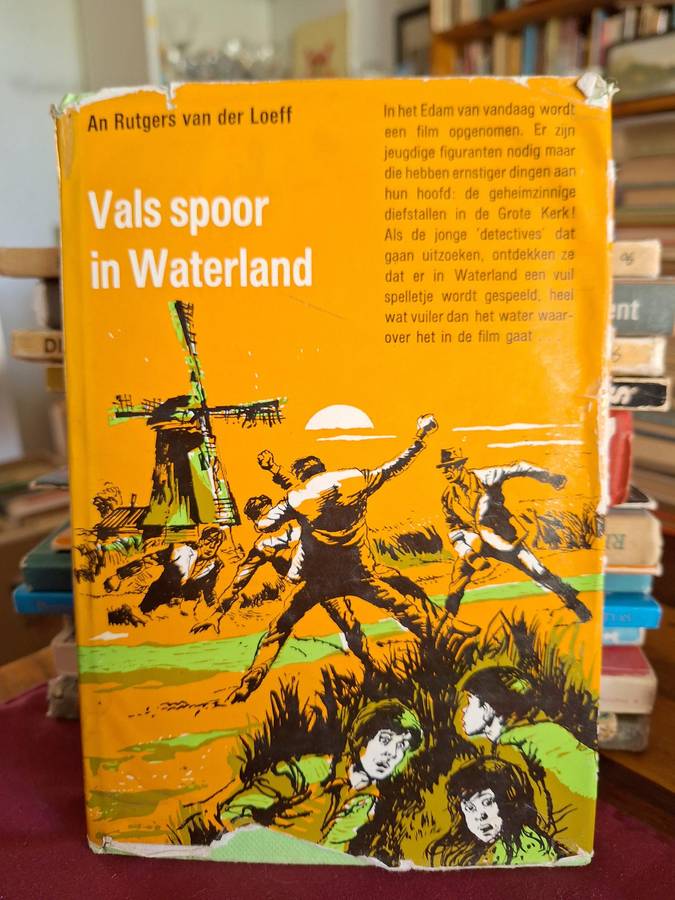 An Rutgers van der Loeff
Vals spoor
in Waterland
In het Edam van vandaag wordt
een film opgenomen. Er zijn
jeugdige figuranten nodig maar
die hebben ernstiger dingen aan
hun hoofd: de geheimzinnige
diefstallen in de Grote Kerk!
Als de jonge 'detectives' dat
gaan uitzoeken, ontdekken ze
dat er in Waterland een vuil
spelletje wordt gespeeld, heel
wat vuiler dan het water waar-
over het in de film gaat . . .